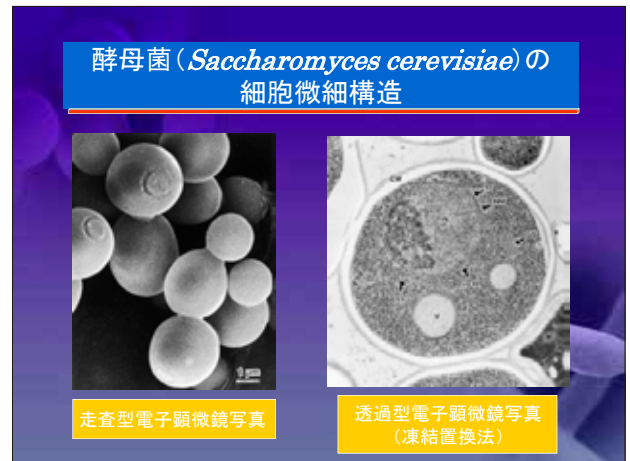 酵母菌（Saccharomyces cerevisiae）の
細胞微細構造
走査型電子顕微鏡写真
透過型電子顕微鏡写真
（凍結置換法）